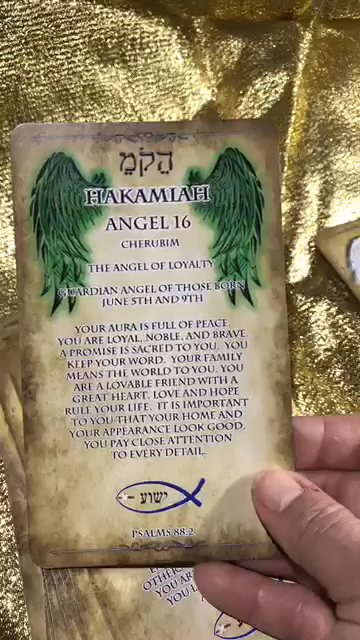 הֲקֹמֵ
HAKAMIAH
ANGEL 16
CHERUBIM
THE ANGEL OF LOYALTY
GUARDIAN ANGEL OF THOSE BORN
JUNE 5TH AND 9TH
YOUR AURA IS FULL OF PEACE
YOU ARE LOYAL, NOBLE, AND BRAVE.
A PROMISE IS SACRED TO YOU. YOU
KEEP YOUR WORD. YOUR FAMILY
MEANS THE WORLD TO YOU. YOU
ARE A LOVABLE FRIEND WITH A
GREAT HEART. LOVE AND HOPE
RULE YOUR LIFE. IT IS IMPORTANT
TO YOU THAT YOUR HOME AND
YOUR APPEARANCE LOOK GOOD.
YOU PAY CLOSE ATTENTION
TO EVERY DETAIL.
ישוע
PSALMS 88:2
OTHER
YOU AR
YOU L